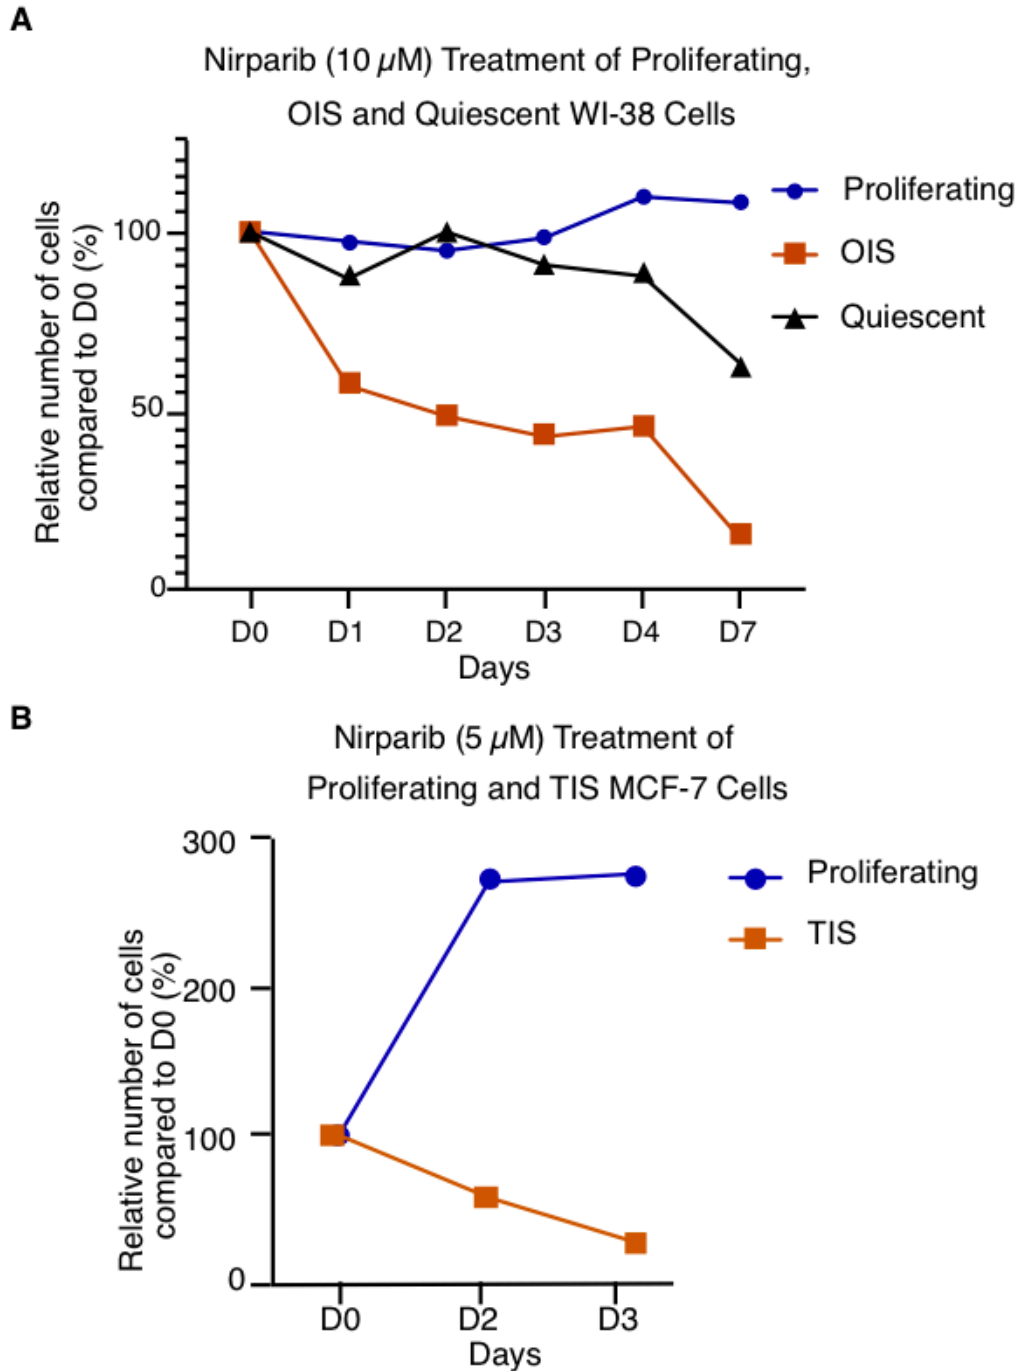 A
Nirparib (10 µM) Treatment of Proliferating,
OIS and Quiescent WI-38 Cells
Relative number of cells
compared to D0 (%)
100
50
0
Proliferating
OIS
Quiescent
D0 D1 D2 D3 D4 D7
Days
B
Nirparib (5 µM) Treatment of
Proliferating and TIS MCF-7 Cells
Relative number of cells
compared to D0 (%)
300
200
100
0
Proliferating
TIS
D0 D2 D3
Days